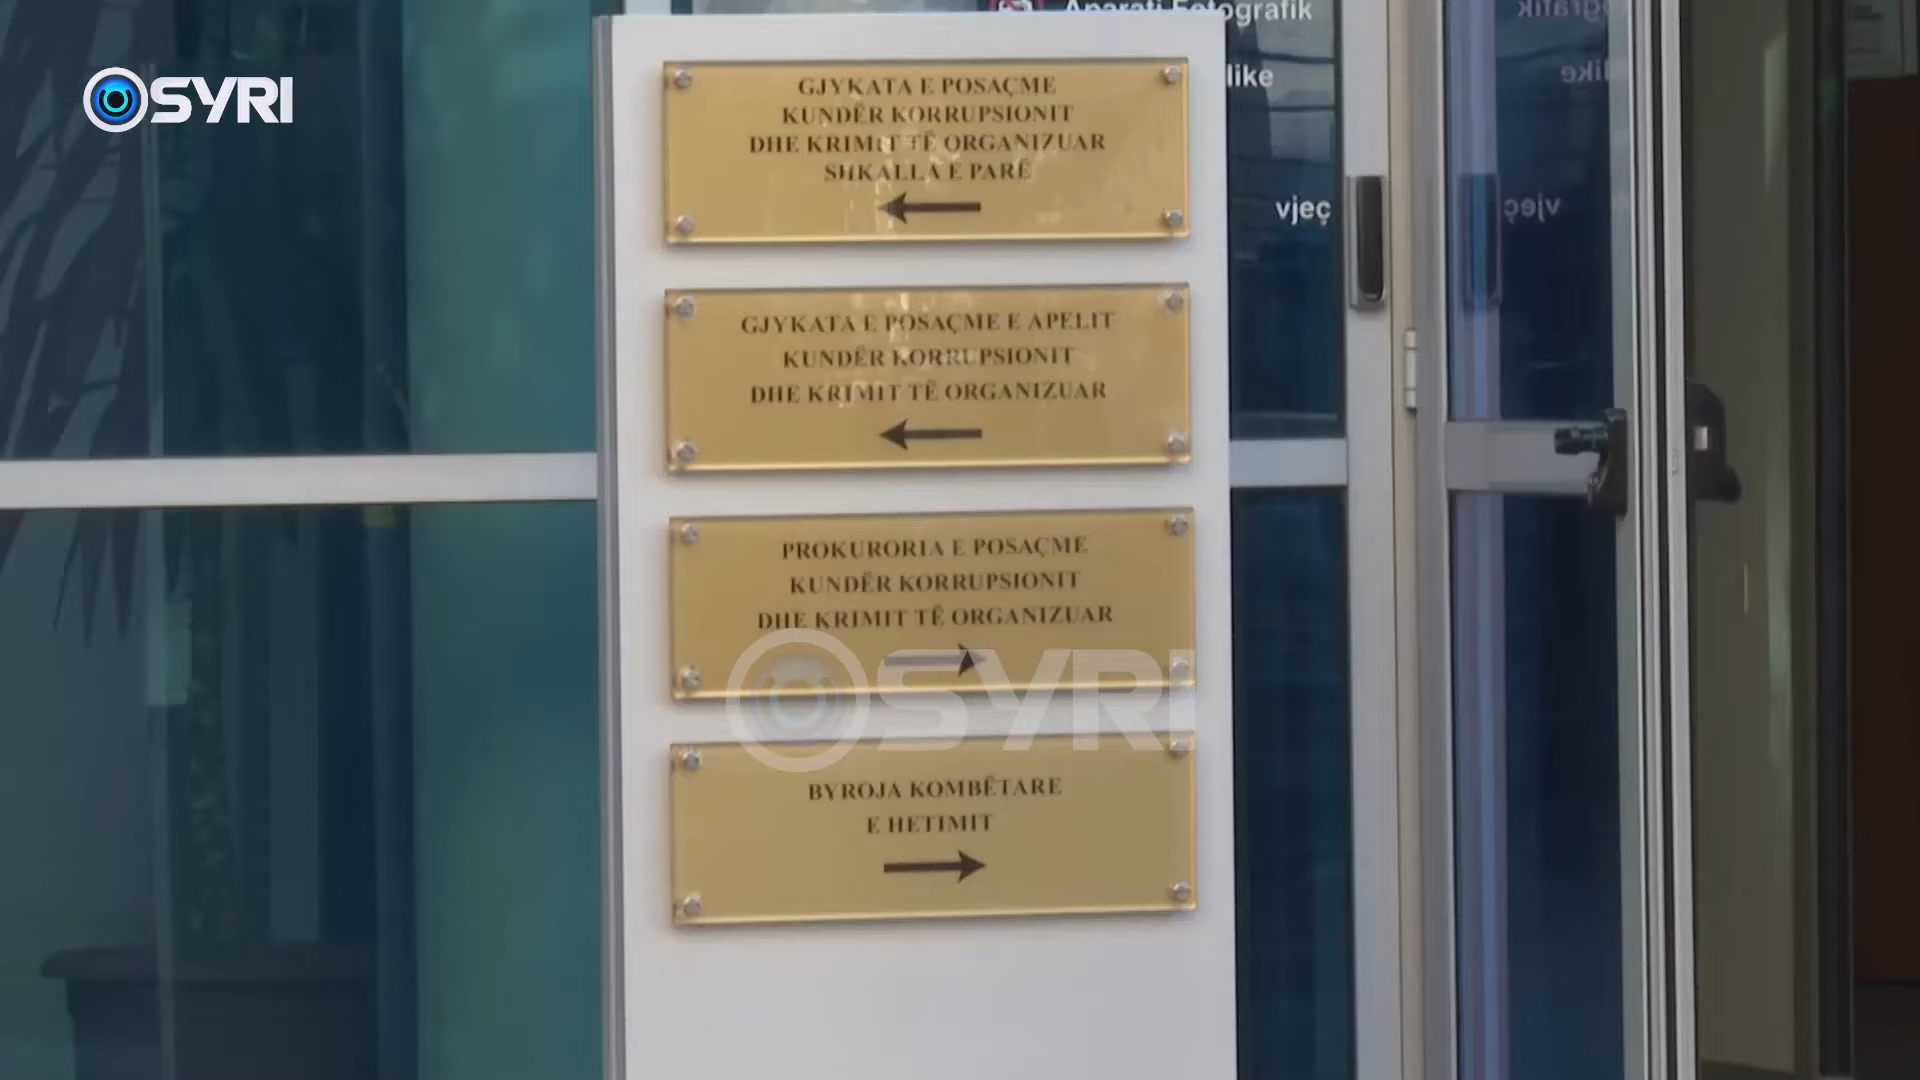 SYRI
Aparati Fotografik
like
vjeç
GJYKATA E POSAÇME
KUNDËR KORRUPSIONIT
DHE KRIMIT TË ORGANIZUAR
SHKALLA E PARË
GJYKATA E POSAÇME E APELIT
KUNDËR KORRUPSIONIT
DHE KRIMIT TË ORGANIZUAR
PROKURORIA E POSAÇME
KUNDËR KORRUPSIONIT
DHE KRIMIT TË ORGANIZUAR
SYRI
BYROJA KOMBËTARE
E HETIMIT